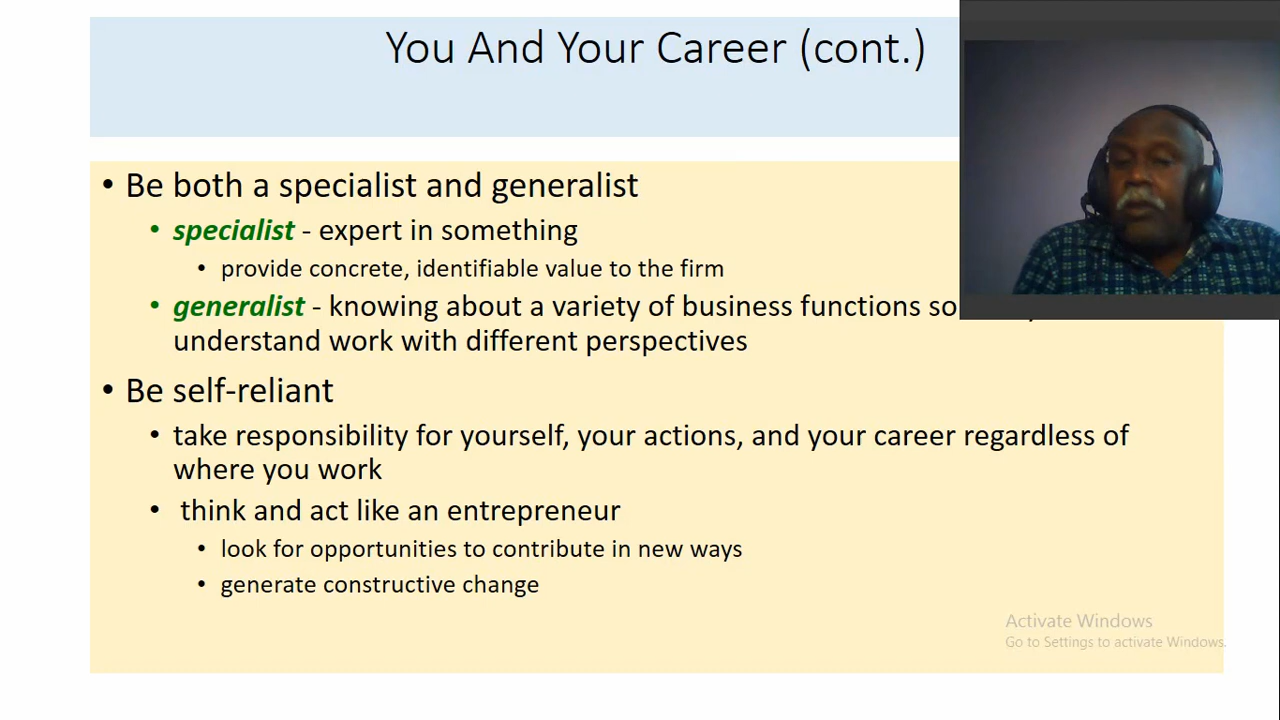 You And Your Career (cont.)
• Be both a specialist and generalist
• specialist - expert in something
• provide concrete, identifiable value to the firm
• generalist - knowing about a variety of business functions so
understand work with different perspectives
• Be self-reliant
• take responsibility for yourself, your actions, and your career regardless of
where you work
• think and act like an entrepreneur
• look for opportunities to contribute in new ways
• generate constructive change
Activate Windows
Go to Settings to activate Windows.